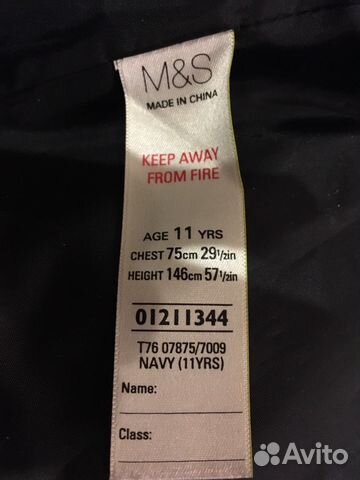 M&S
MADE IN CHINA
KEEP AWAY
FROM FIRE
AGE 11 YRS
CHEST 75cm 29½in
HEIGHT 146cm 57½in
01211344
T76 07875/7009
NAVY (11YRS)
Name:
Class:
Avito